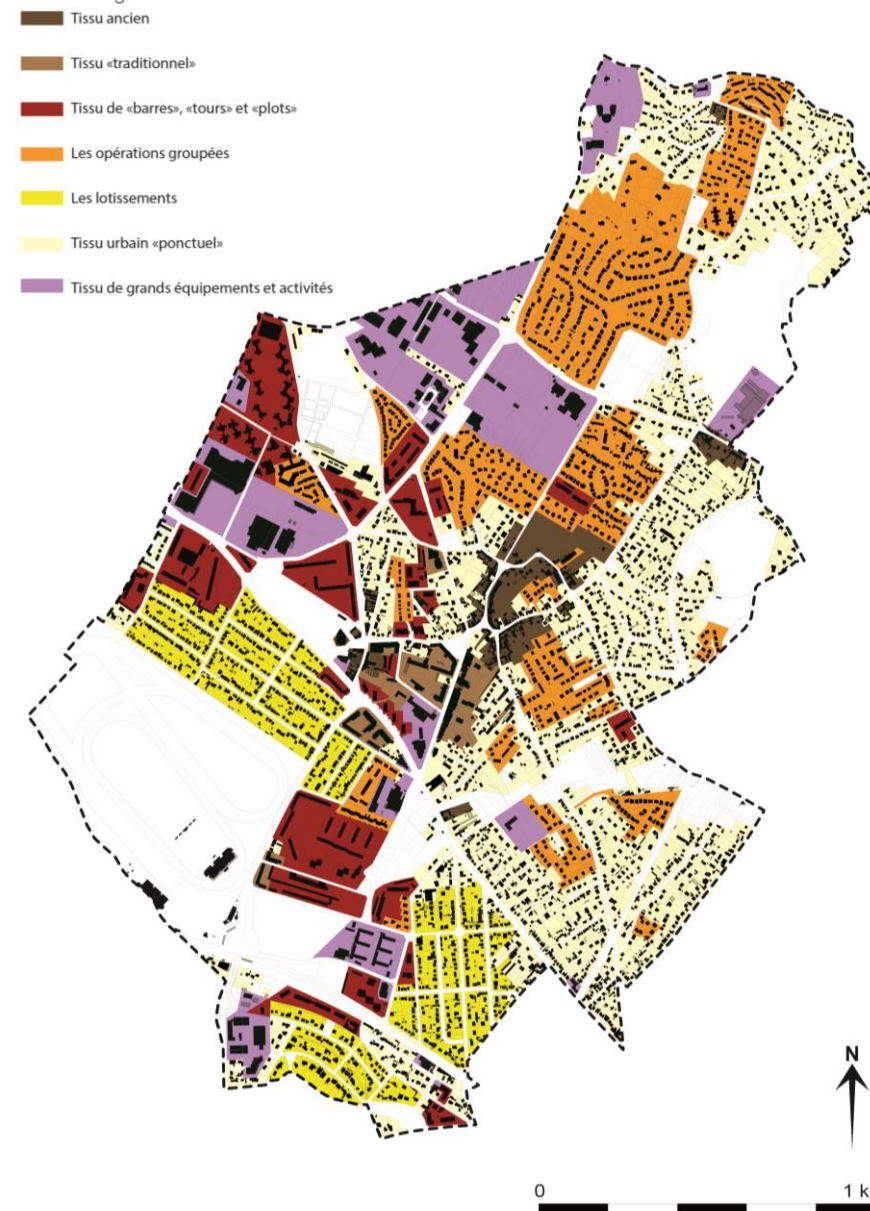 Tissu ancien
Tissu «traditionnel»
Tissu de «barres», «tours» et «plots»
Les opérations groupées
Les lotissements
Tissu urbain «ponctuel»
Tissu de grands équipements et activités
N
0 1 k